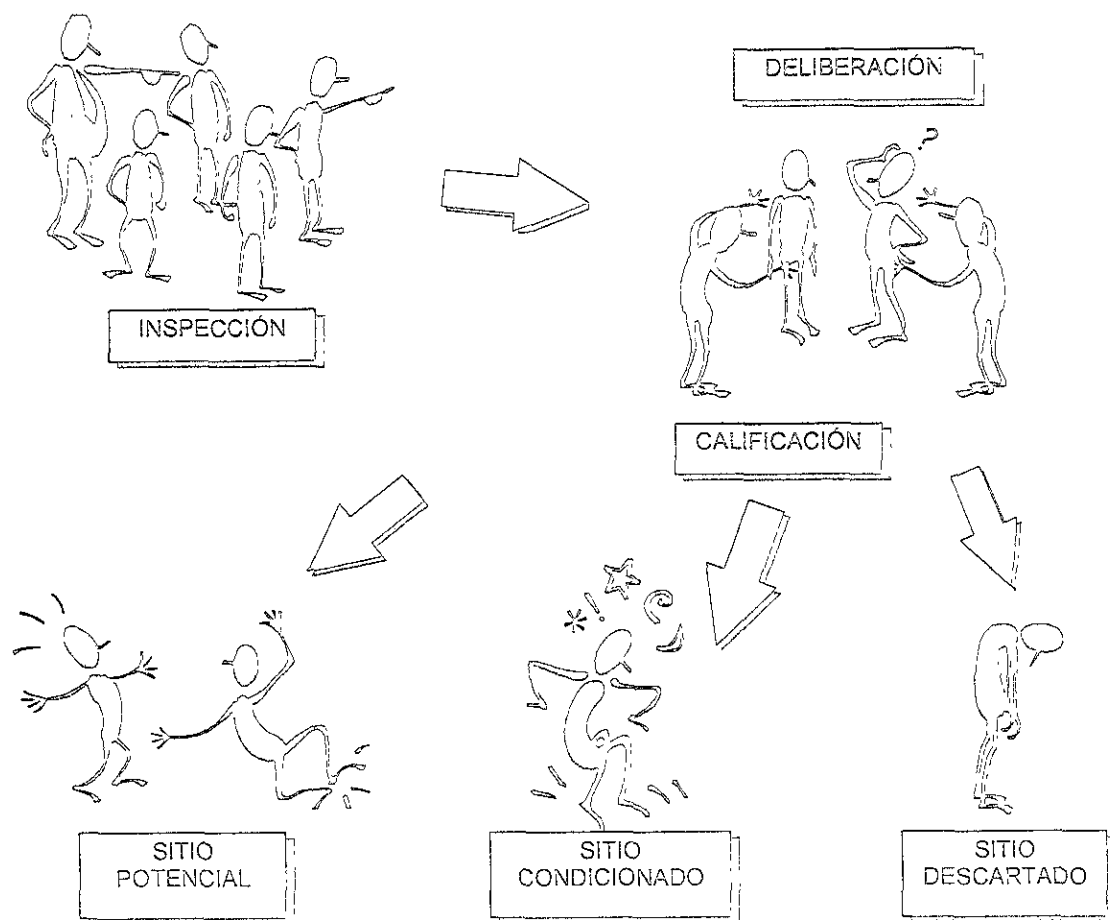 DELIBERACIÓN
?
INSPECCIÓN
CALIFICACIÓN
*!
SITIO
POTENCIAL
SITIO
CONDICIONADO
SITIO
DESCARTADO